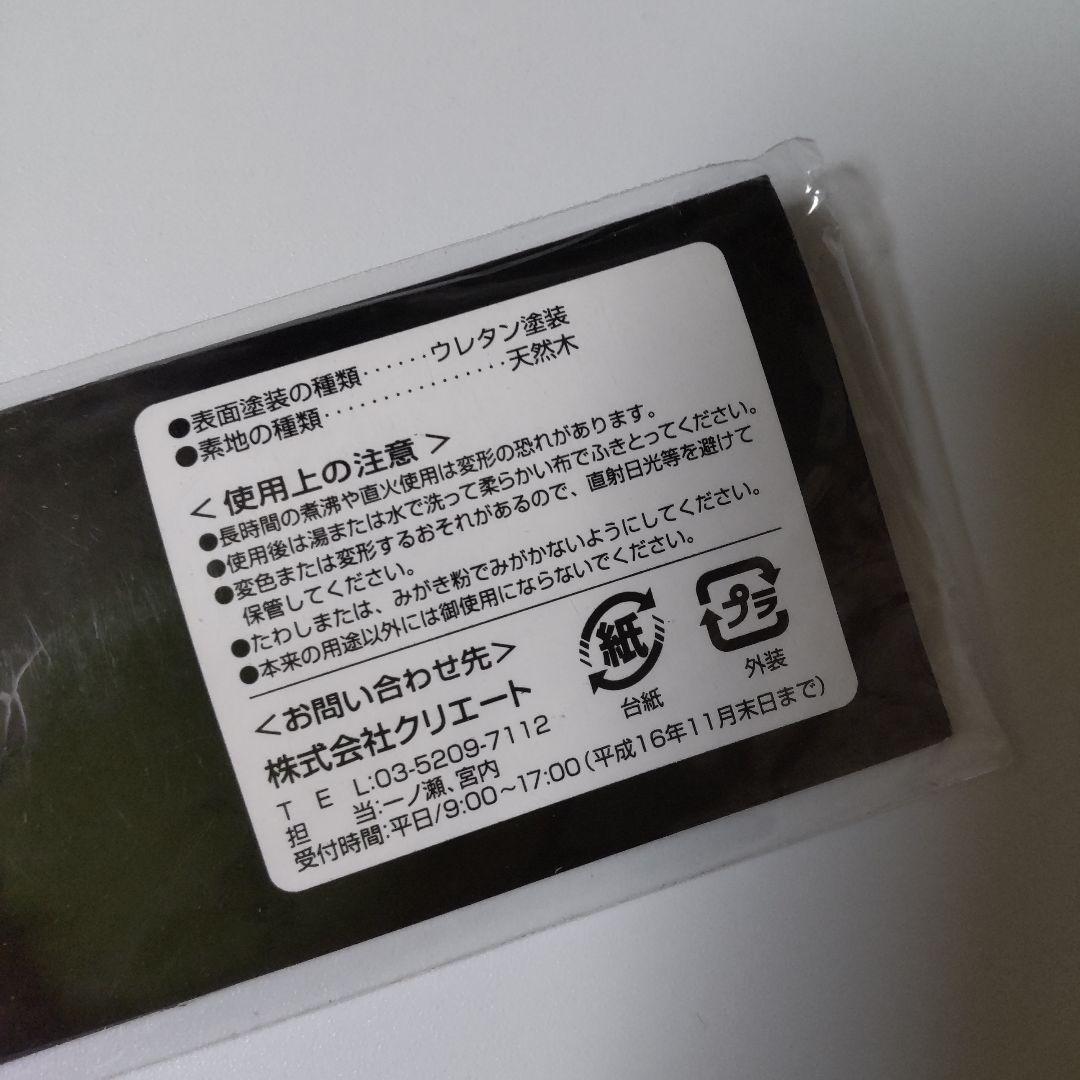 ●表面塗装の種類‥‥‥ウレタン塗装
●素地の種類‥‥‥‥‥‥‥‥天然木
＜使用上の注意＞
●長時間の煮沸や直火使用は変形の恐れがあります。
●使用後は湯または水で洗って柔らかい布でふきとってください。
●変色または変形するおそれがあるので、直射日光等を避けて
保管してください。
●たわしまたは、みがき粉でみがかないようにしてください。
●本来の用途以外には御使用にならないでください。
＜お問い合わせ先＞
株式会社クリエート
TEL:03-5209-7112
担当:一ノ瀬、宮内
受付時間:平日/9:00〜17:00(平成16年11月末日まで)
紙
台紙
プラ
外装